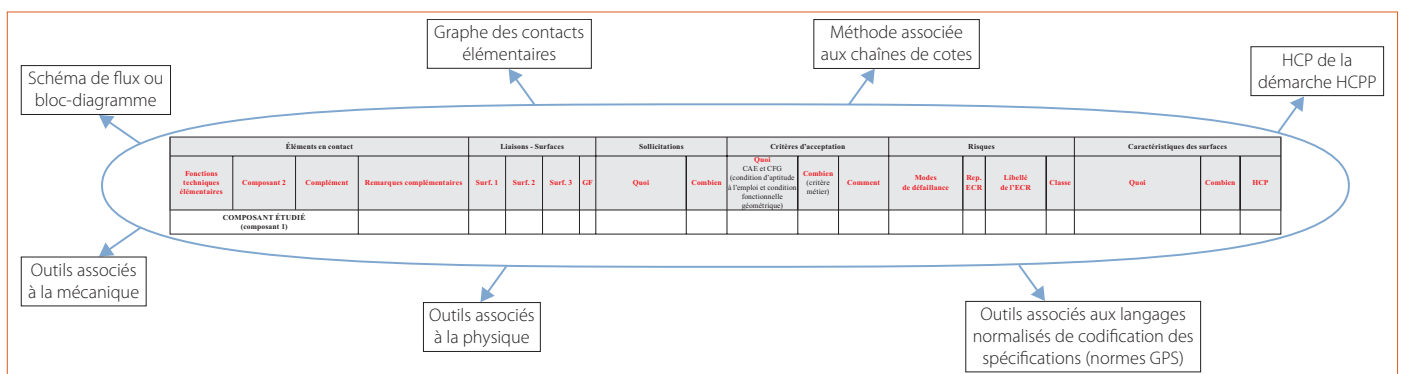 Graphe des contacts
élémentaires
Méthode associée
aux chaînes de cotes
Schéma de flux ou
bloc-diagramme
HCP de la
démarche HCPP
Éléments en contact
Liaisons - Surfaces
Sollicitations
Critères d'acceptation
Risques
Caractéristiques des surfaces
Fonctions
techniques
élémentaires
Composant 2
Complément
Remarques complémentaires
Surf. 1
Surf. 2
Surf. 3
GF
Quoi
Combien
Quoi
CAE et CFG
(condition d'aptitude
à l'emploi et condition
fonctionnelle
géométrique)
Combien
(critère
métier)
Comment
Modes
de défaillance
Rep.
ECR
Libellé
de l'ECR
Classe
Quoi
Combien
HCP
COMPOSANT ÉTUDIÉ
(composant 1)
Outils associés
à la mécanique
Outils associés
à la physique
Outils associés aux langages
normalisés de codification des
spécifications (normes GPS)